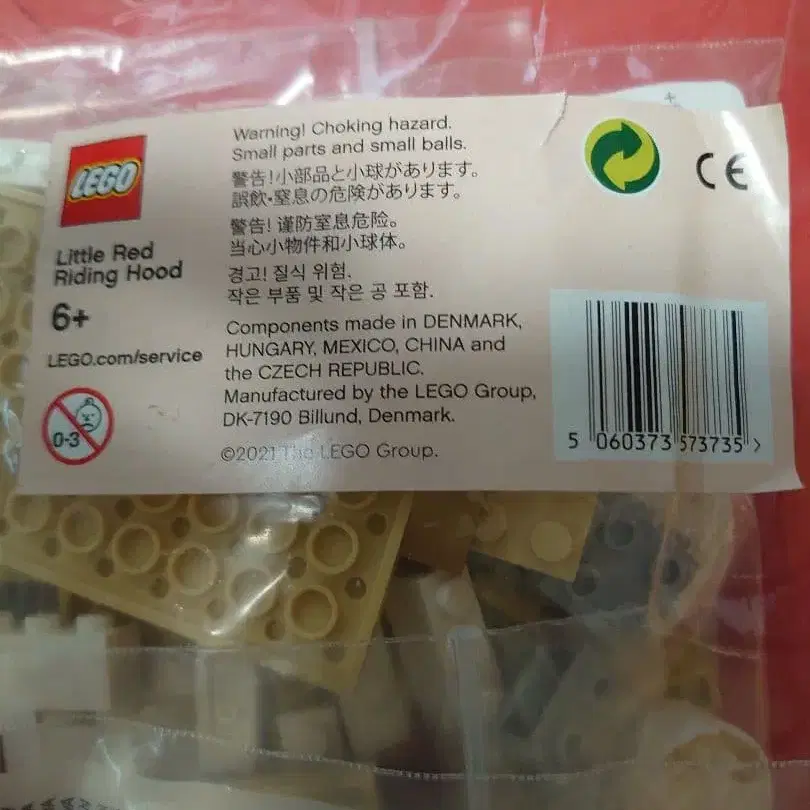 LEGO
Little Red
Riding Hood
6+
LEGO.com/service
0-3
Warning! Choking hazard.
Small parts and small balls.
警告!小部品と小球があります。
誤飲・窒息の危険があります。
警告! 谨防窒息危险。
当心小物件和小球体。
경고! 질식 위험.
작은 부품 및 작은 공 포함.
Components made in DENMARK,
HUNGARY, MEXICO, CHINA and
the CZECH REPUBLIC.
Manufactured by the LEGO Group,
DK-7190 Billund, Denmark.
©2021 The LEGO Group.
CE
5 060373 573735 >